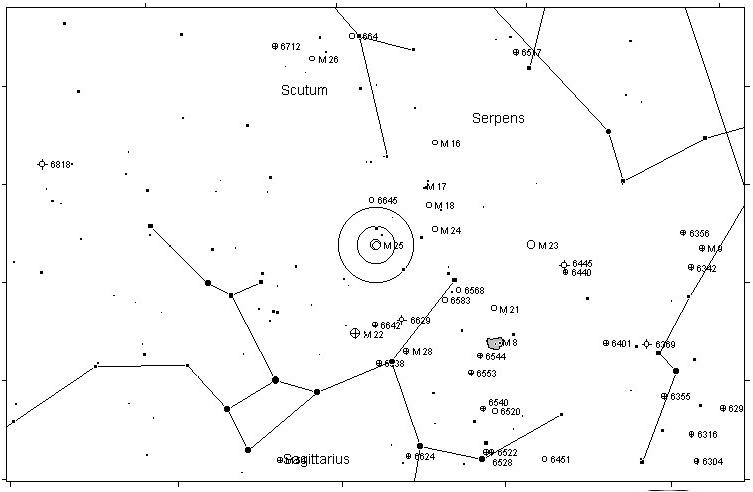 664
6712
M 26
6517
Scutum
Serpens
M 16
6818
M 17
6645
M 18
M 24
6356
M 25
M 23
M 9
6445
6440
6342
6568
6583
M 21
6629
6642
M 22
M 8
6401
6369
M 28
6544
6638
6553
6355
6540
6520
629
6316
6522
6624
6528
6451
6304
Sagittarius